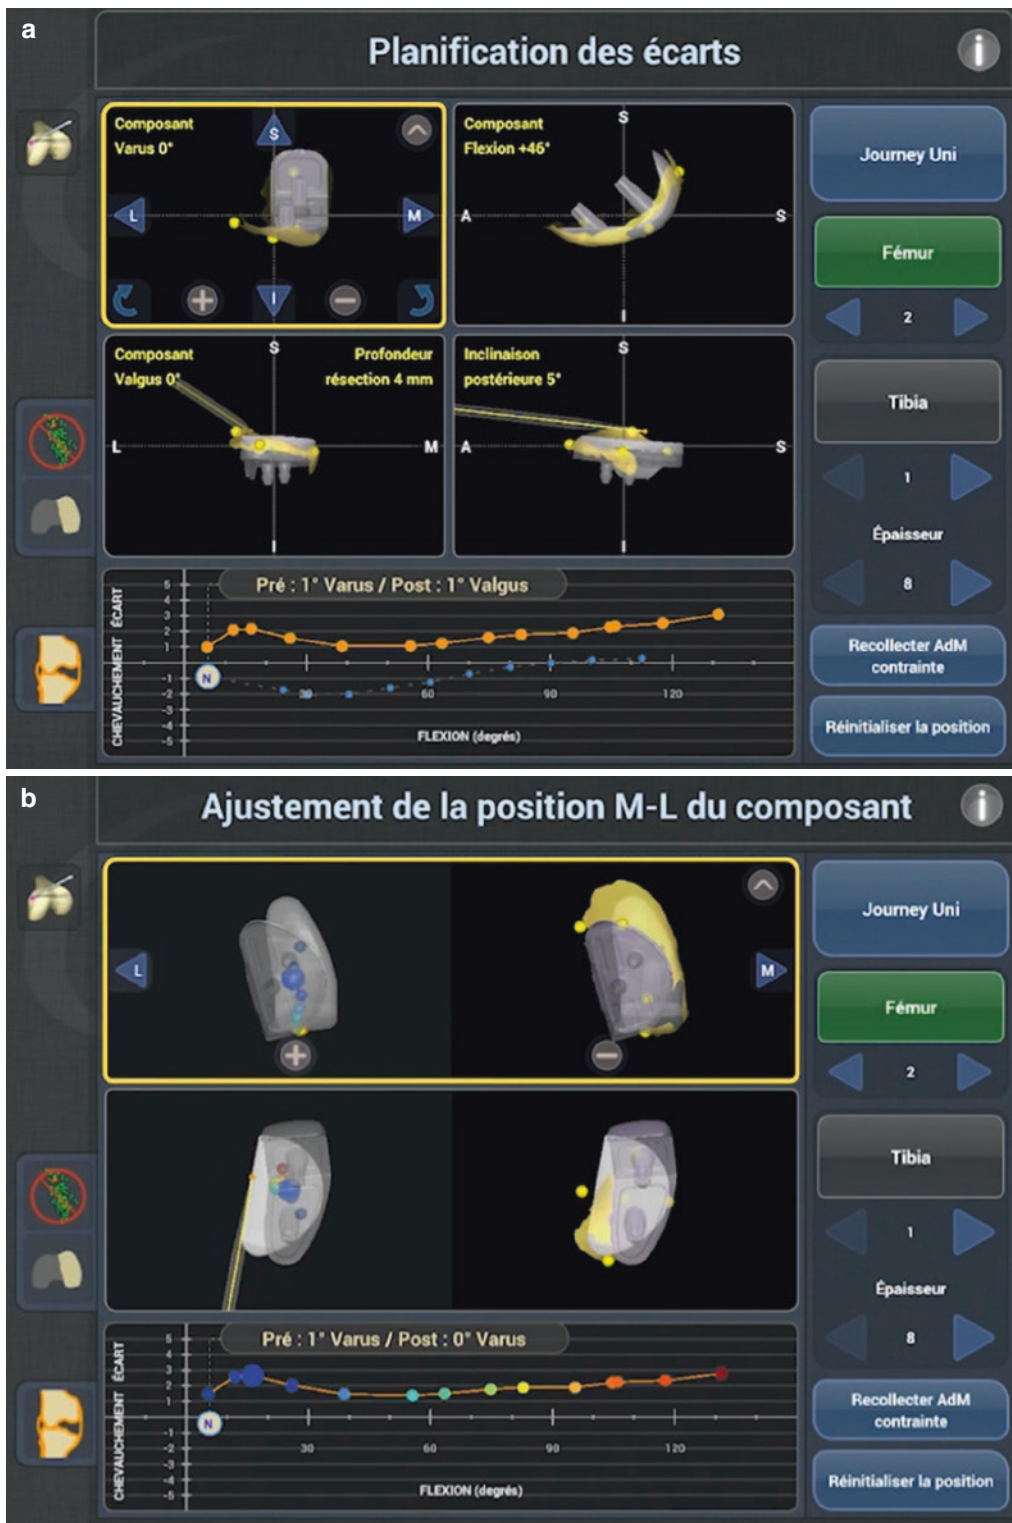 a
Planification des écarts
i
Composant
Varus 0°
S
L
M
I
Composant
Flexion +46°
S
A
S
I
Composant
Valgus 0°
Profondeur
résection 4 mm
S
L
M
I
Inclinaison
postérieure 5°
S
A
S
I
Journey Uni
Fémur
2
Tibia
1
Épaisseur
8
Recollecter AdM
contrainte
Réinitialiser la position
Pré : 1° Varus / Post : 1° Valgus
CHEVAUCHEMENT ÉCART
5
4
3
2
1
-1
-2
-3
-4
-5
N
30
60
90
120
FLEXION (degrés)
b
Ajustement de la position M-L du composant
i
L
M
Journey Uni
Fémur
2
Tibia
1
Épaisseur
8
Recollecter AdM
contrainte
Réinitialiser la position
Pré : 1° Varus / Post : 0° Varus
CHEVAUCHEMENT ÉCART
5
4
3
2
1
-1
-2
-3
-4
-5
N
30
60
90
120
FLEXION (degrés)